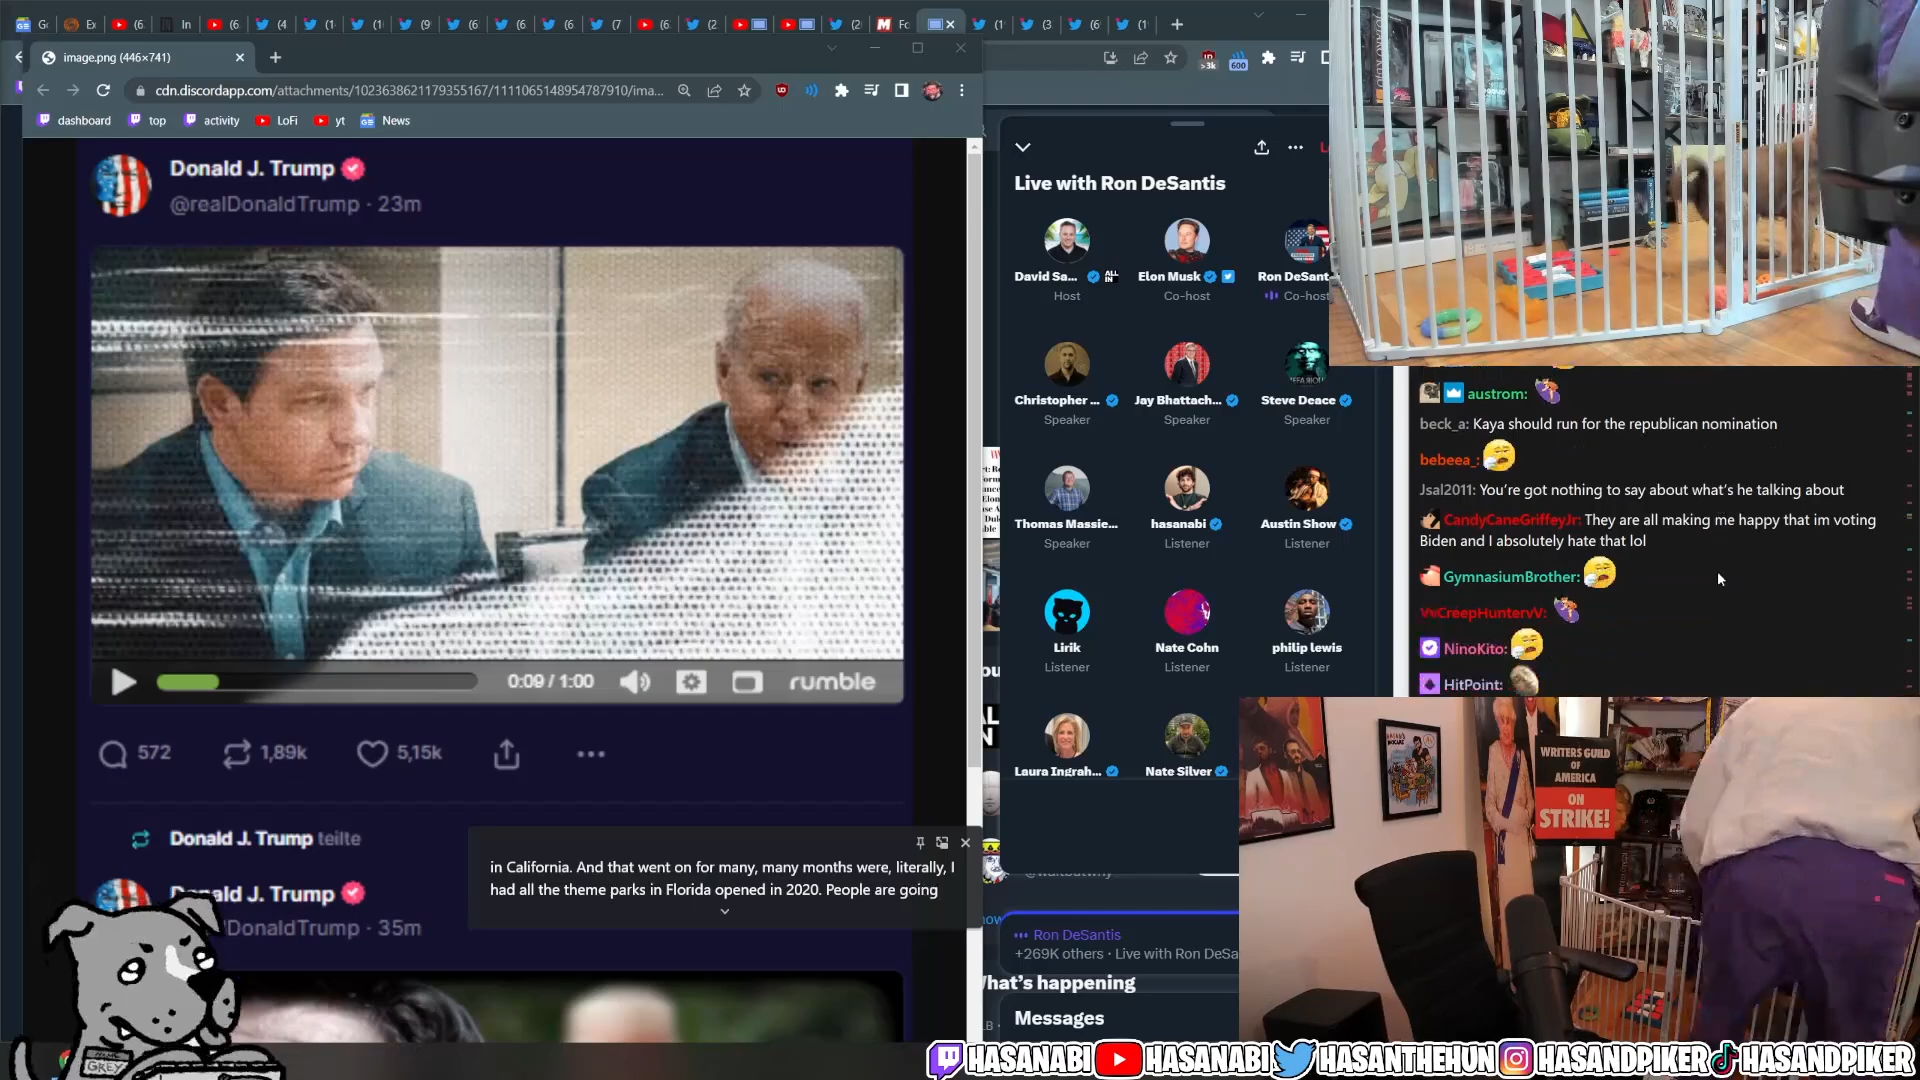 image.png (446×741)
cdn.discordapp.com/attachments/1023638621179355167/1111065148954787910/ima...
dashboard
top
activity
LoFi
yt
News
>3k
600
Donald J. Trump
@realDonaldTrump · 23m
0:09 / 1:00
rumble
572
1,89k
5,15k
Donald J. Trump teilte
Donald J. Trump
DonaldTrump · 35m
in California. And that went on for many, many months were, literally, I
had all the theme parks in Florida opened in 2020. People are going
GREY
Live with Ron DeSantis
David Sa...
ALL IN
Host
Elon Musk
Co-host
Ron DeSant
Co-host
Christopher ...
Speaker
Jay Bhattach...
Speaker
Steve Deace
Speaker
Thomas Massie...
Speaker
hasanabi
Listener
Austin Show
Listener
Lirik
Listener
Nate Cohn
Listener
philip lewis
Listener
Laura Ingrah...
Nate Silver
@waitbutwhy
Ron DeSantis
+269K others · Live with Ron DeSa
What's happening
Messages
austrom:
beck_a: Kaya should run for the republican nomination
bebeea_:
Jsal2011: You're got nothing to say about what's he talking about
CandyCaneGriffeyJr: They are all making me happy that im voting
Biden and I absolutely hate that lol
GymnasiumBrother:
VvCreepHuntervV:
NinoKito:
HitPoint:
WRITERS GUILD
OF
AMERICA
ON
STRIKE!
HASANABI
HASANABI
HASANTHEHUN
HASANDPIKER
HASANDPIKER